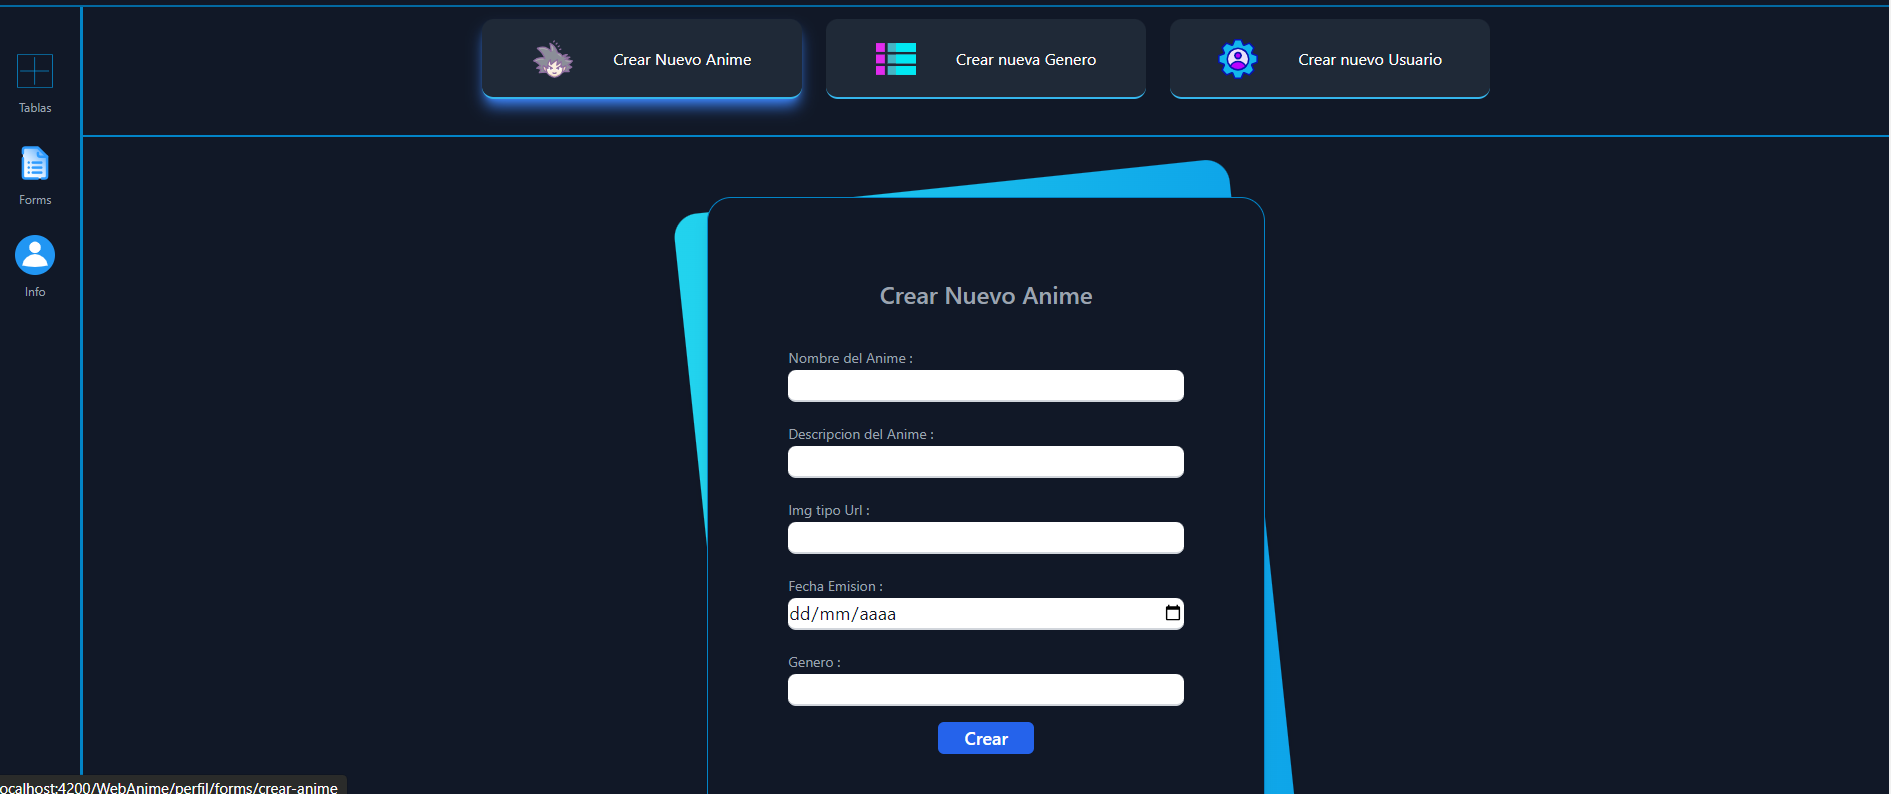 Crear Nuevo Anime
Crear nueva Genero
Crear nuevo Usuario
Tablas
Forms
Info
Crear Nuevo Anime
Nombre del Anime :
Descripcion del Anime :
Img tipo Url :
Fecha Emision :
dd/mm/aaaa
Genero :
Crear
ocalhost:4200/WebAnime/perfil/forms/crear-anime